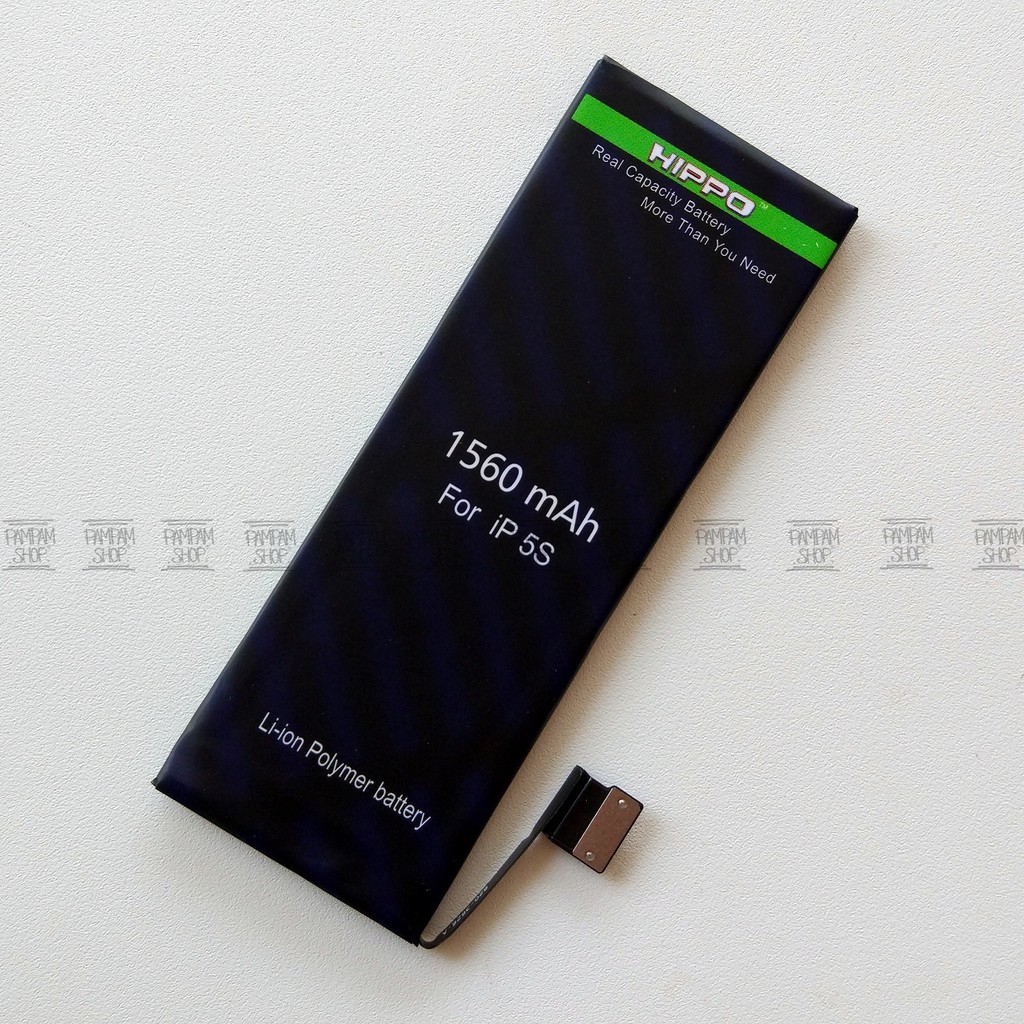 HIPPO™
Real Capacity Battery
More Than You Need
1560 mAh
For iP 5S
Li-ion Polymer battery
PAMPAM SHOP PAMPAM SHOP PAMPAM SHOP PAMPAM SHOP PAMPAM SHOP PAMPAM SHOP PAMPAM SHOP PAMPAM SHOP